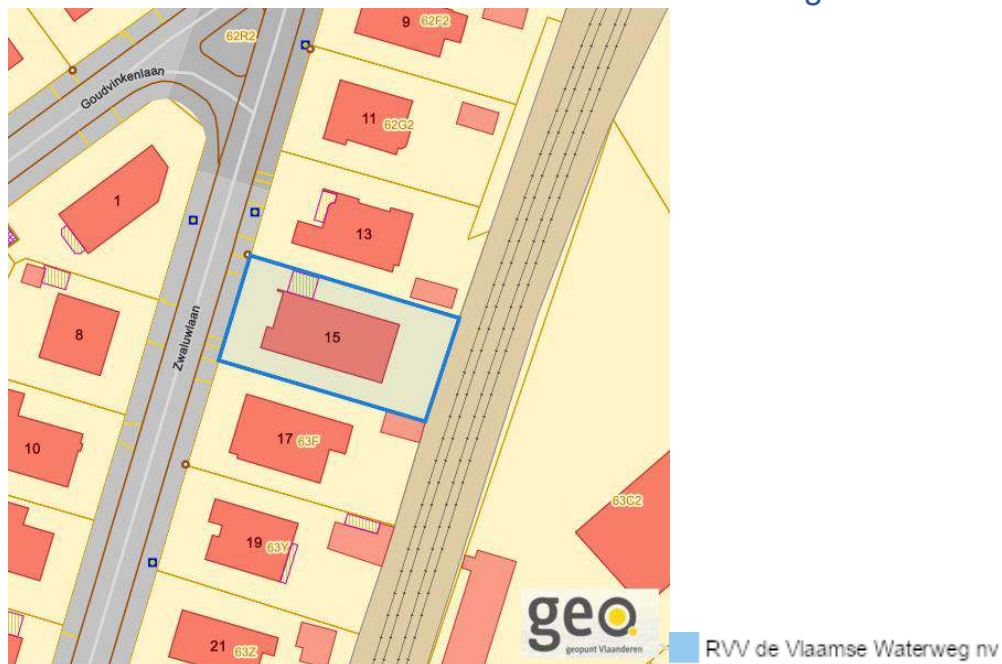 9 62F2
62R2
Goudvinkenlaan
11 62G2
1
13
Zwaluwlaan
15
8
17 63F
10
63C2
19 63Y
21 63Z
geo
geopunt Vlaanderen
RVV de Vlaamse Waterweg nv